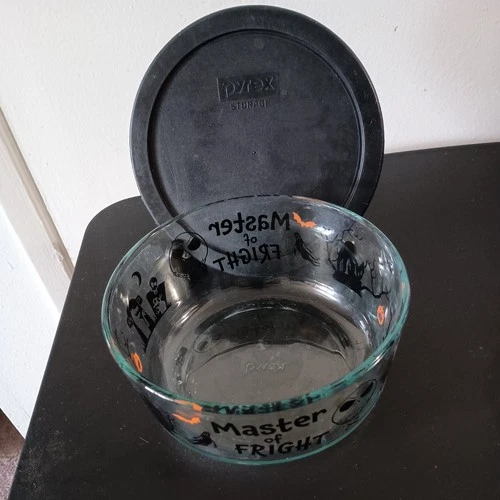 pyrex
STORAGE
Master
of
FRIGHT
pyrex
Master
of
FRIGHT